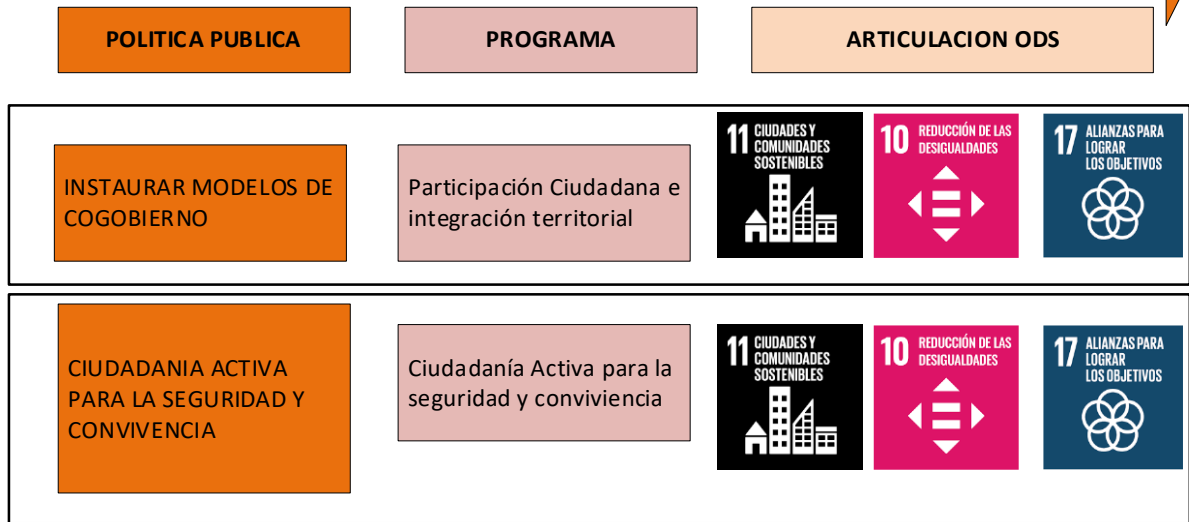 POLITICA PUBLICA
PROGRAMA
ARTICULACION ODS
INSTAURAR MODELOS DE
COGOBIERNO
Participación Ciudadana e
integración territorial
11 CIUDADES Y
COMUNIDADES
SOSTENIBLES
10 REDUCCIÓN DE LAS
DESIGUALDADES
17 ALIANZAS PARA
LOGRAR
LOS OBJETIVOS
CIUDADANIA ACTIVA
PARA LA SEGURIDAD Y
CONVIVENCIA
Ciudadanía Activa para la
seguridad y conviviencia
11 CIUDADES Y
COMUNIDADES
SOSTENIBLES
10 REDUCCIÓN DE LAS
DESIGUALDADES
17 ALIANZAS PARA
LOGRAR
LOS OBJETIVOS